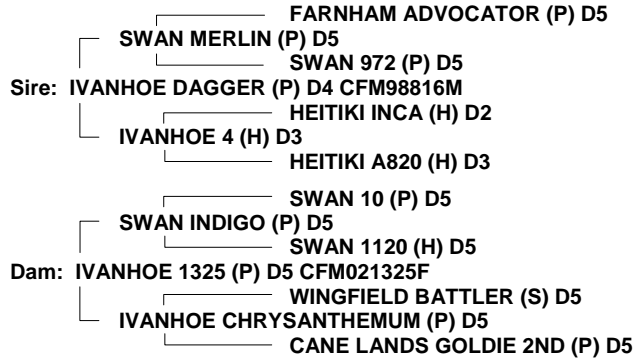 FARNHAM ADVOCATOR (P) D5
SWAN MERLIN (P) D5
SWAN 972 (P) D5
Sire: IVANHOE DAGGER (P) D4 CFM98816M
HEITIKI INCA (H) D2
IVANHOE 4 (H) D3
HEITIKI A820 (H) D3
SWAN 10 (P) D5
SWAN INDIGO (P) D5
SWAN 1120 (H) D5
Dam: IVANHOE 1325 (P) D5 CFM021325F
WINGFIELD BATTLER (S) D5
IVANHOE CHRYSANTHEMUM (P) D5
CANE LANDS GOLDIE 2ND (P) D5